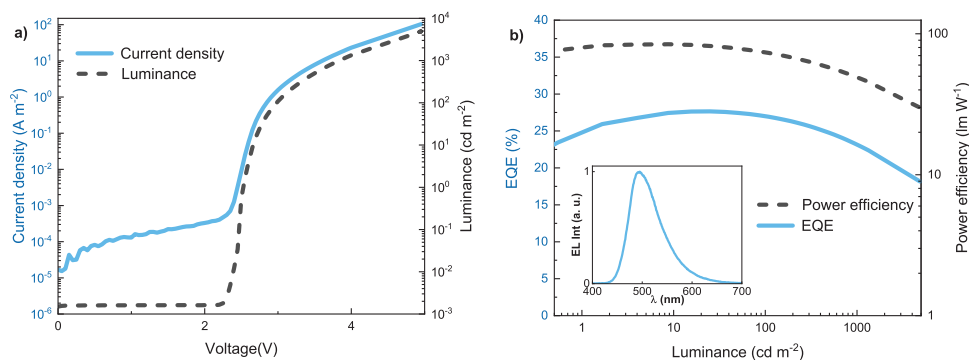 a)
Current density
Luminance
Current density (A m-2)
10^2
10^1
10^0
10^-1
10^-2
10^-3
10^-4
10^-5
10^-6
Luminance (cd m-2)
10^4
10^3
10^2
10^1
10^0
10^-1
10^-2
10^-3
0 2 4
Voltage(V)
b)
EQE (%)
40
35
30
25
20
15
10
5
0
Power efficiency (lm W-1)
100
10
1
EL Int (a. u.)
1
0
400 500 600 700
λ (nm)
Power efficiency
EQE
1 10 100 1000
Luminance (cd m-2)